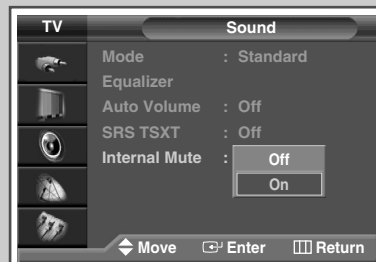 TV
Sound
Mode : Standard
Equalizer
Auto Volume : Off
SRS TSXT : Off
Internal Mute : Off
On
Move Enter Return